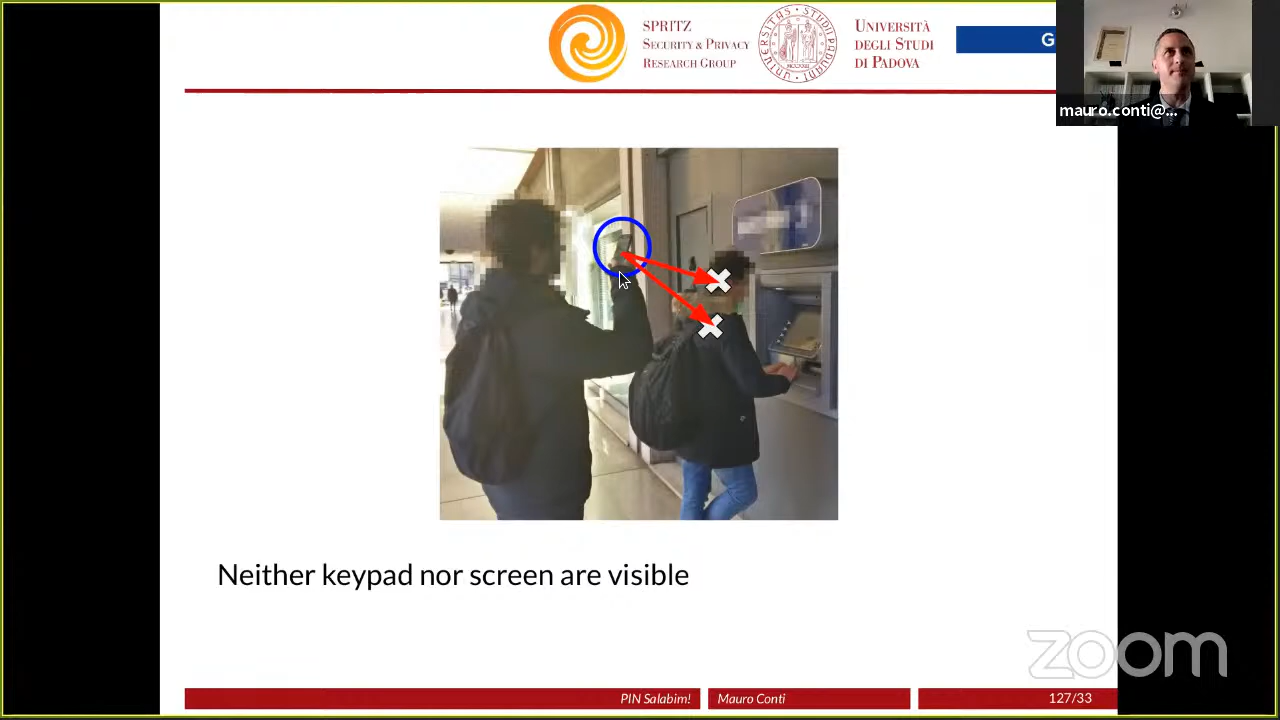 SPRITZ
SECURITY & PRIVACY
RESEARCH GROUP
UNIVERSITÀ
DEGLI STUDI
DI PADOVA
G
mauro.conti@...
Neither keypad nor screen are visible
zoom
PIN Salabim!
Mauro Conti
127/33